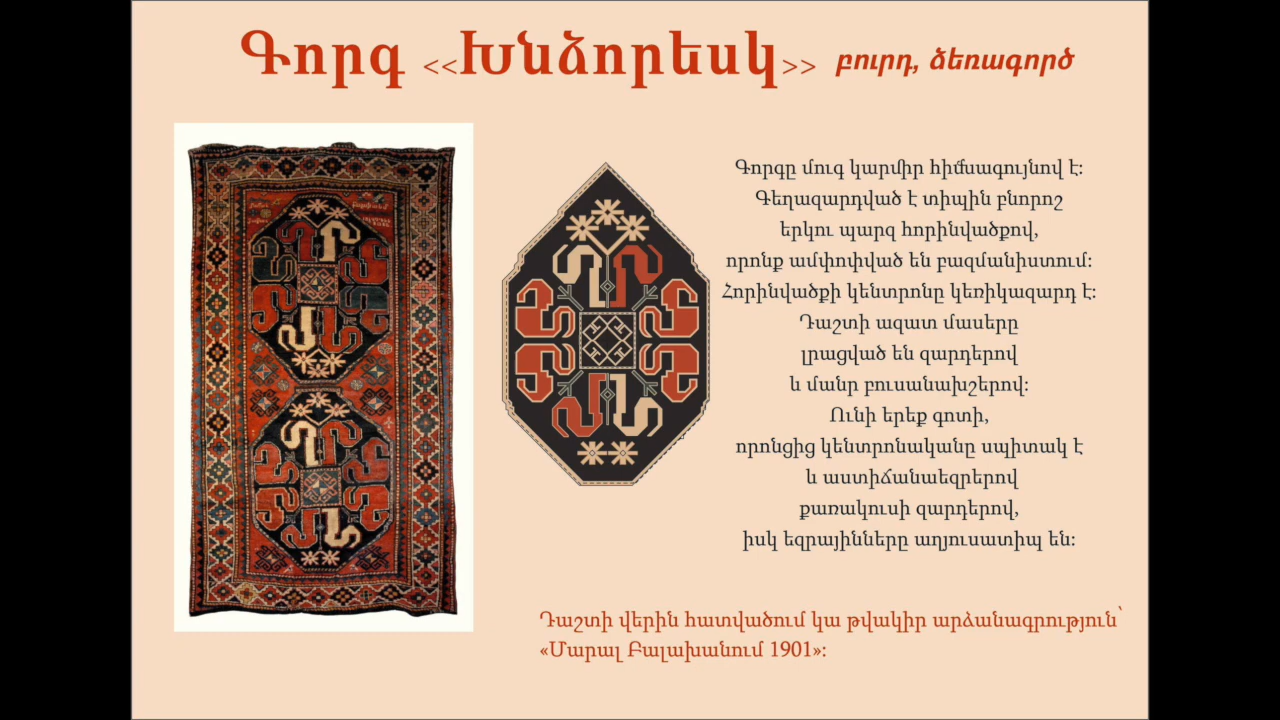 Գորգ <<Խնձորեսկ>> բուրդ, ձեռագործ
Գորգը մուգ կարմիր հիմնագույնով է:
Գեղազարդված է տիպին բնորոշ
երկու պարզ հորինվածքով,
որոնք ամփոփված են բազմանիստում:
Հորինվածքի կենտրոնը կեռիկազարդ է:
Դաշտի ազատ մասերը
լրացված են զարդերով
և մանր բուսանախշերով:
Ունի երեք գոտի,
որոնցից կենտրոնականը սպիտակ է
և աստիճանաեզրերով
քառակուսի զարդերով,
իսկ եզրայինները աղյուսատիպ են:
Դաշտի վերին հատվածում կա թվակիր արձանագրություն՝
«Մարալ Բալախանում 1901»: